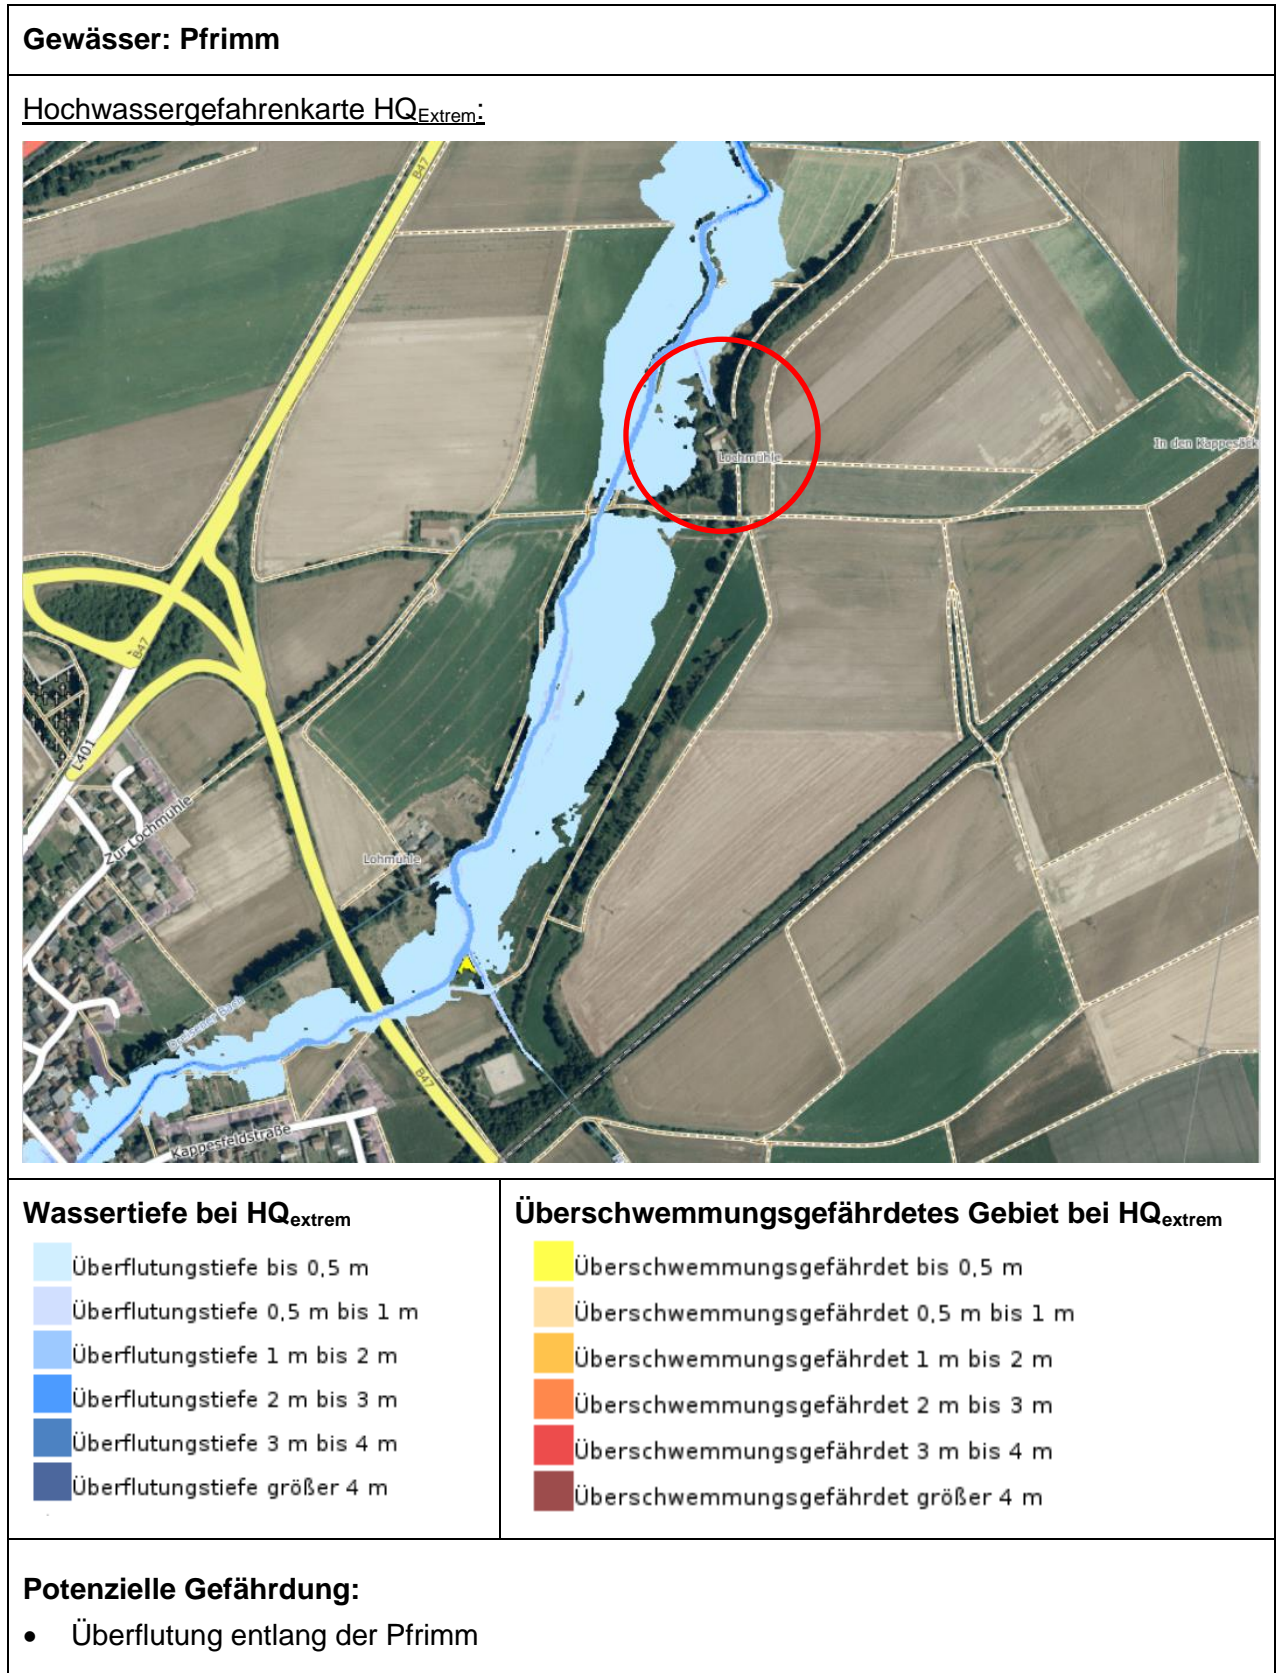 Gewässer: Pfrimm
Hochwassergefahrenkarte HQExtrem:
B47
In den Kappesäck
Lochmühle
B47
L401
Zur Lochmühle
Lohmühle
B47
Kappesfeldstraße
Wassertiefe bei HQextrem
Überflutungstiefe bis 0,5 m
Überflutungstiefe 0,5 m bis 1 m
Überflutungstiefe 1 m bis 2 m
Überflutungstiefe 2 m bis 3 m
Überflutungstiefe 3 m bis 4 m
Überflutungstiefe größer 4 m
Überschwemmungsgefährdetes Gebiet bei HQextrem
Überschwemmungsgefährdet bis 0,5 m
Überschwemmungsgefährdet 0,5 m bis 1 m
Überschwemmungsgefährdet 1 m bis 2 m
Überschwemmungsgefährdet 2 m bis 3 m
Überschwemmungsgefährdet 3 m bis 4 m
Überschwemmungsgefährdet größer 4 m
Potenzielle Gefährdung:
• Überflutung entlang der Pfrimm